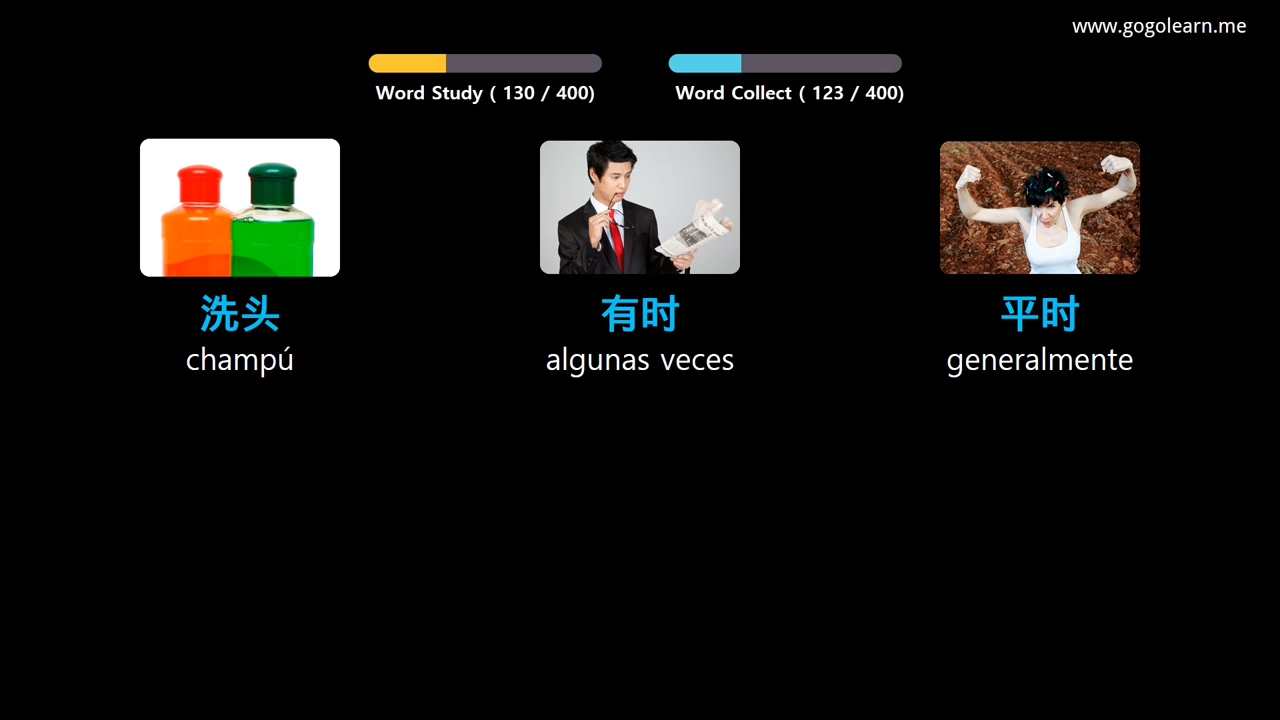 www.gogolearn.me
Word Study ( 130 / 400)
Word Collect ( 123 / 400)
洗头
有时
平时
champú
algunas veces
generalmente